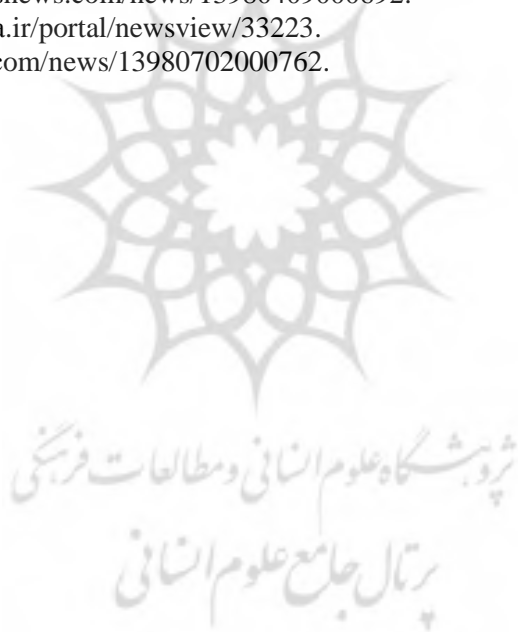 a.ir/portal/newsview/33223.
com/news/13980702000762.
پژوهشگاه علوم انسانی و مطالعات فرهنگی
پرتال جامع علوم انسانی